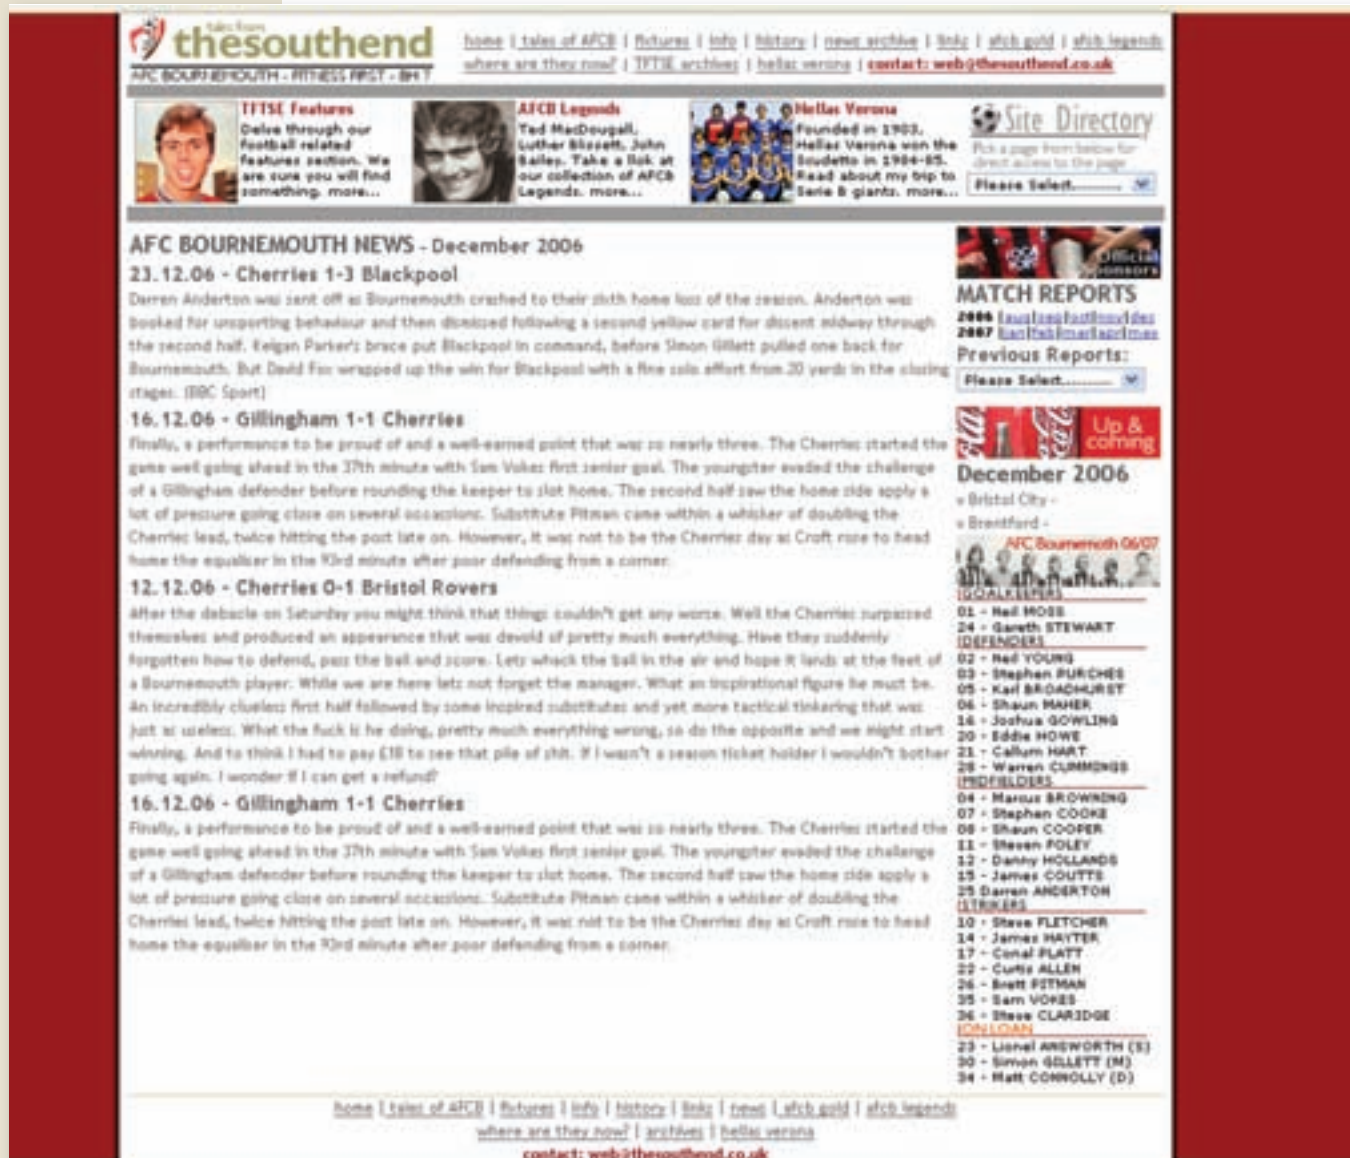 tales from
thesouthend
AFC BOURNEMOUTH - FITNESS FIRST - BH 7
home | tales of AFCB | fixtures | info | history | news archive | links | afcb gold | afcb legends
where are they now? | TFTSE archives | hellas verona | contact: web@thesouthend.co.uk
TFTSE Features
Delve through our
football related
features section. We
are sure you will find
something. more...
AFCB Legends
Ted MacDougall,
Luther Blissett, John
Bailey. Take a llok at
our collection of AFCB
Legends. more...
Hellas Verona
Founded in 1903,
Hellas Verona won the
Scudetto in 1984-85.
Read about my trip to
Serie B giants. more...
Site Directory
Pick a page from below for
direct access to the page
Please Select.........
AFC BOURNEMOUTH NEWS - December 2006
23.12.06 - Cherries 1-3 Blackpool
Darren Anderton was sent off as Bournemouth crashed to their sixth home loss of the season. Anderton was
booked for unsporting behaviour and then dismissed following a second yellow card for dissent midway through
the second half. Keigan Parker's brace put Blackpool in command, before Simon Gillett pulled one back for
Bournemouth. But David Fox wrapped up the win for Blackpool with a fine solo effort from 20 yards in the closing
stages. [BBC Sport]
16.12.06 - Gillingham 1-1 Cherries
Finally, a performance to be proud of and a well-earned point that was so nearly three. The Cherries started the
game well going ahead in the 37th minute with Sam Vokes first senior goal. The youngster evaded the challenge
of a Gillingham defender before rounding the keeper to slot home. The second half saw the home side apply a
lot of pressure going close on several occassions. Substitute Pitman came within a whisker of doubling the
Cherries lead, twice hitting the post late on. However, it was not to be the Cherries day as Croft rose to head
home the equaliser in the 93rd minute after poor defending from a corner.
12.12.06 - Cherries 0-1 Bristol Rovers
After the debacle on Saturday you might think that things couldn't get any worse. Well the Cherries surpassed
themselves and produced an appearance that was devoid of pretty much everything. Have they suddenly
forgotten how to defend, pass the ball and score. Lets whack the ball in the air and hope it lands at the feet of
a Bournemouth player. While we are here lets not forget the manager. What an inspirational figure he must be.
An incredibly clueless first half followed by some inspired substitutes and yet more tactical tinkering that was
just as useless. What the fuck is he doing, pretty much everything wrong, so do the opposite and we might start
winning. And to think I had to pay £18 to see that pile of shit. If I wasn't a season ticket holder I wouldn't bother
going again. I wonder if I can get a refund?
16.12.06 - Gillingham 1-1 Cherries
Finally, a performance to be proud of and a well-earned point that was so nearly three. The Cherries started the
game well going ahead in the 37th minute with Sam Vokes first senior goal. The youngster evaded the challenge
of a Gillingham defender before rounding the keeper to slot home. The second half saw the home side apply a
lot of pressure going close on several occassions. Substitute Pitman came within a whisker of doubling the
Cherries lead, twice hitting the post late on. However, it was not to be the Cherries day as Croft rose to head
home the equaliser in the 93rd minute after poor defending from a corner.
Official
Sponsors
MATCH REPORTS
2006 |aug|sep|oct|nov|dec
2007 |jan|feb|mar|apr|may
Previous Reports:
Please Select.........
Up &
coming
December 2006
» Bristol City -
» Brentford -
AFC Bournemouth 06/07
|GOALKEEPERS
01 - Neil MOSS
24 - Gareth STEWART
|DEFENDERS
02 - Neil YOUNG
03 - Stephen PURCHES
05 - Karl BROADHURST
06 - Shaun MAHER
16 - Joshua GOWLING
20 - Eddie HOWE
21 - Callum HART
28 - Warren CUMMINGS
|MIDFIELDERS
04 - Marcus BROWNING
07 - Stephen COOKE
08 - Shaun COOPER
11 - Steven FOLEY
12 - Danny HOLLANDS
15 - James COUTTS
25 Darren ANDERTON
|STRIKERS
10 - Steve FLETCHER
14 - James HAYTER
17 - Conal PLATT
22 - Curtis ALLEN
26 - Brett PITMAN
35 - Sam VOKES
36 - Steve CLARIDGE
|ON LOAN
23 - Lionel AINSWORTH (S)
30 - Simon GILLETT (M)
34 - Matt CONNOLLY (D)
home | tales of AFCB | fixtures | info | history | links | news | afcb gold | afcb legends
where are they now? | archives | hellas verona
contact: web@thesouthend.co.uk